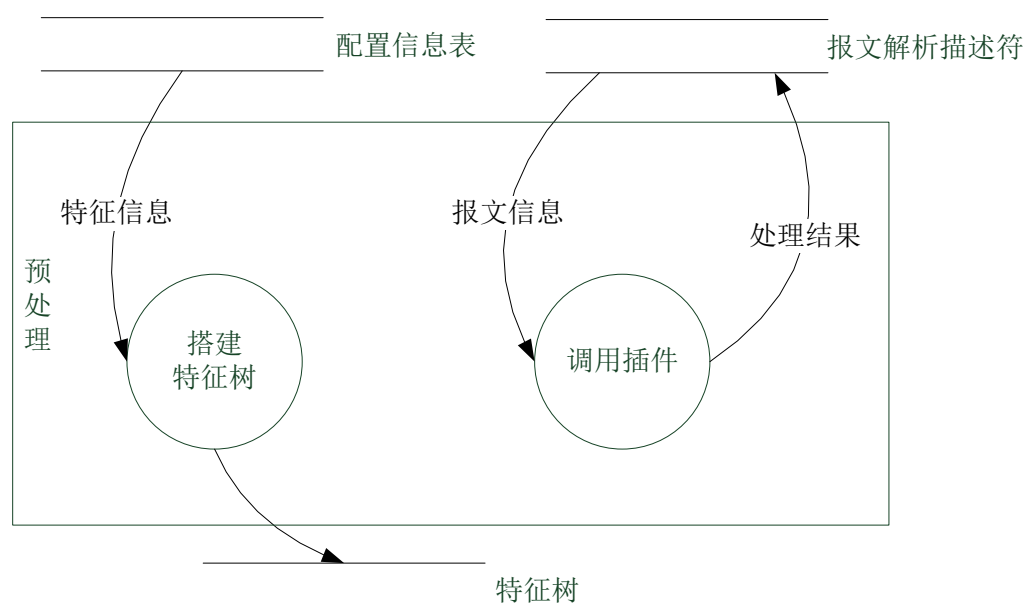 配置信息表
报文解析描述符
特征信息
报文信息
处理结果
预
处
理
搭建
特征树
调用插件
特征树